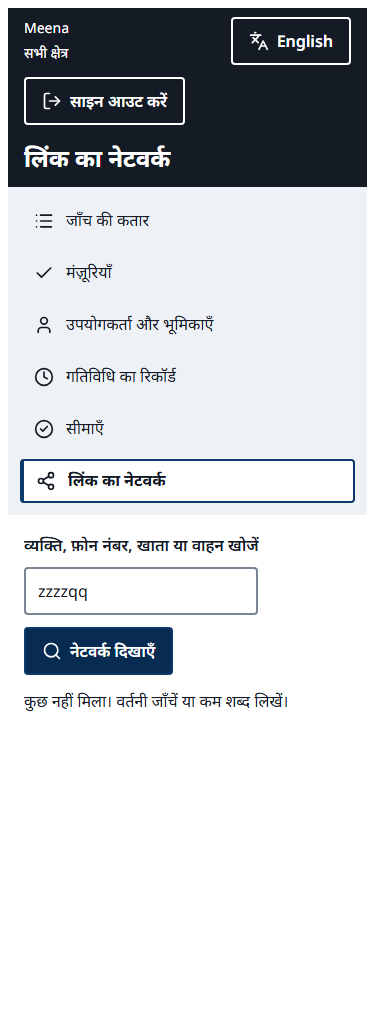 Meena
सभी क्षेत्र
English
साइन आउट करें
लिंक का नेटवर्क
जाँच की कतार
मंज़ूरियाँ
उपयोगकर्ता और भूमिकाएँ
गतिविधि का रिकॉर्ड
सीमाएँ
लिंक का नेटवर्क
व्यक्ति, फ़ोन नंबर, खाता या वाहन खोजें
zzzzqq
नेटवर्क दिखाएँ
कुछ नहीं मिला। वर्तनी जाँचें या कम शब्द लिखें।